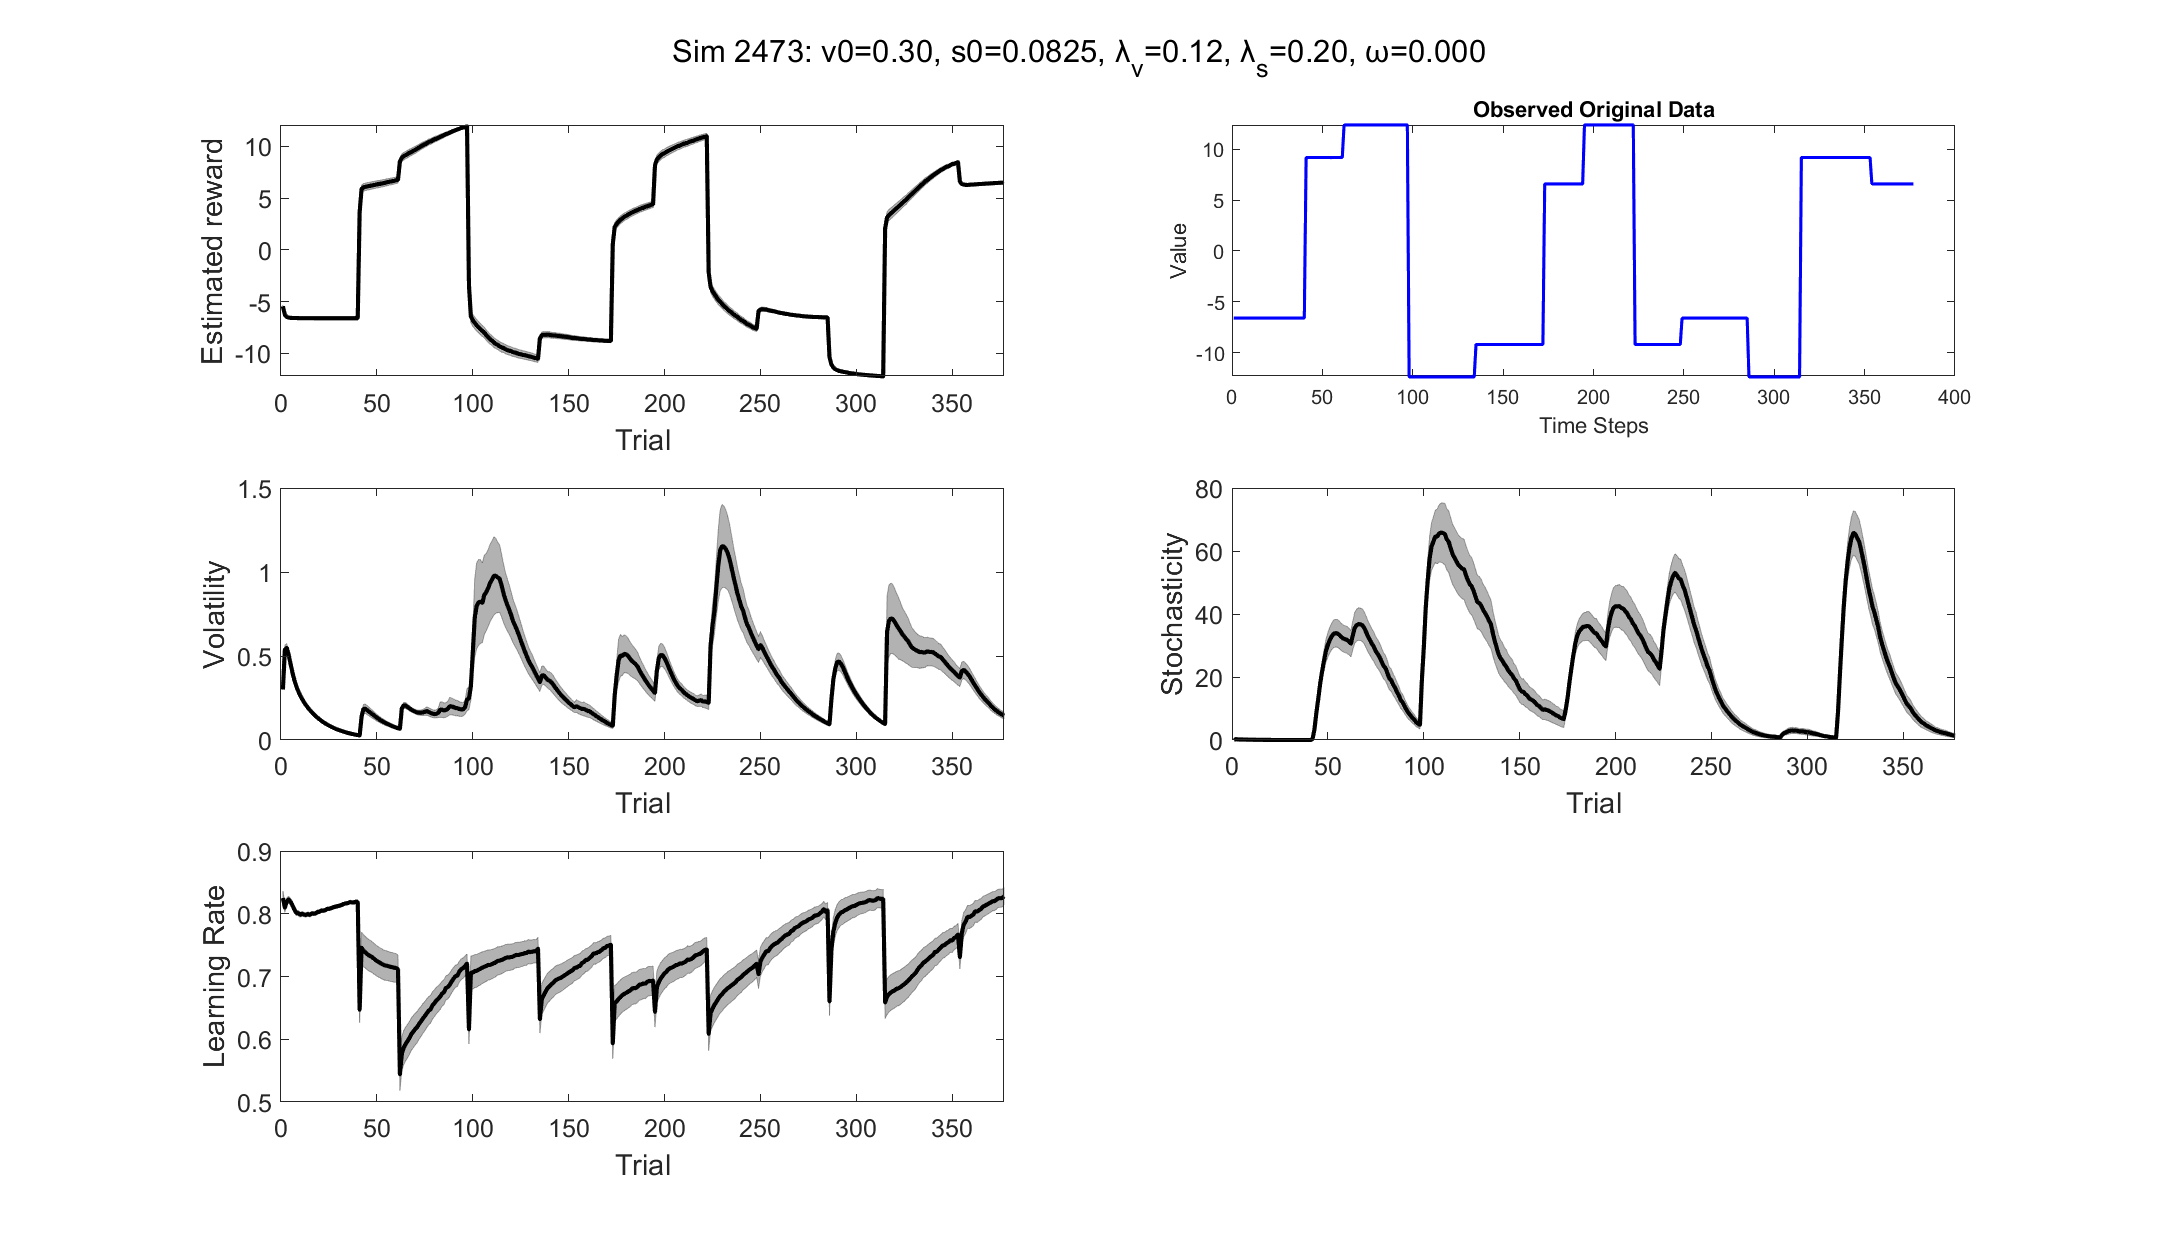 Sim 2473: v0=0.30, s0=0.0825, λ_v=0.12, λ_s=0.20, ω=0.000
Observed Original Data
Estimated reward
10
5
0
-5
-10
0 50 100 150 200 250 300 350
Trial
Value
10
5
0
-5
-10
0 50 100 150 200 250 300 350 400
Time Steps
Volatility
1.5
1
0.5
0
0 50 100 150 200 250 300 350
Trial
Stochasticity
80
60
40
20
0
0 50 100 150 200 250 300 350
Trial
Learning Rate
0.9
0.8
0.7
0.6
0.5
0 50 100 150 200 250 300 350
Trial